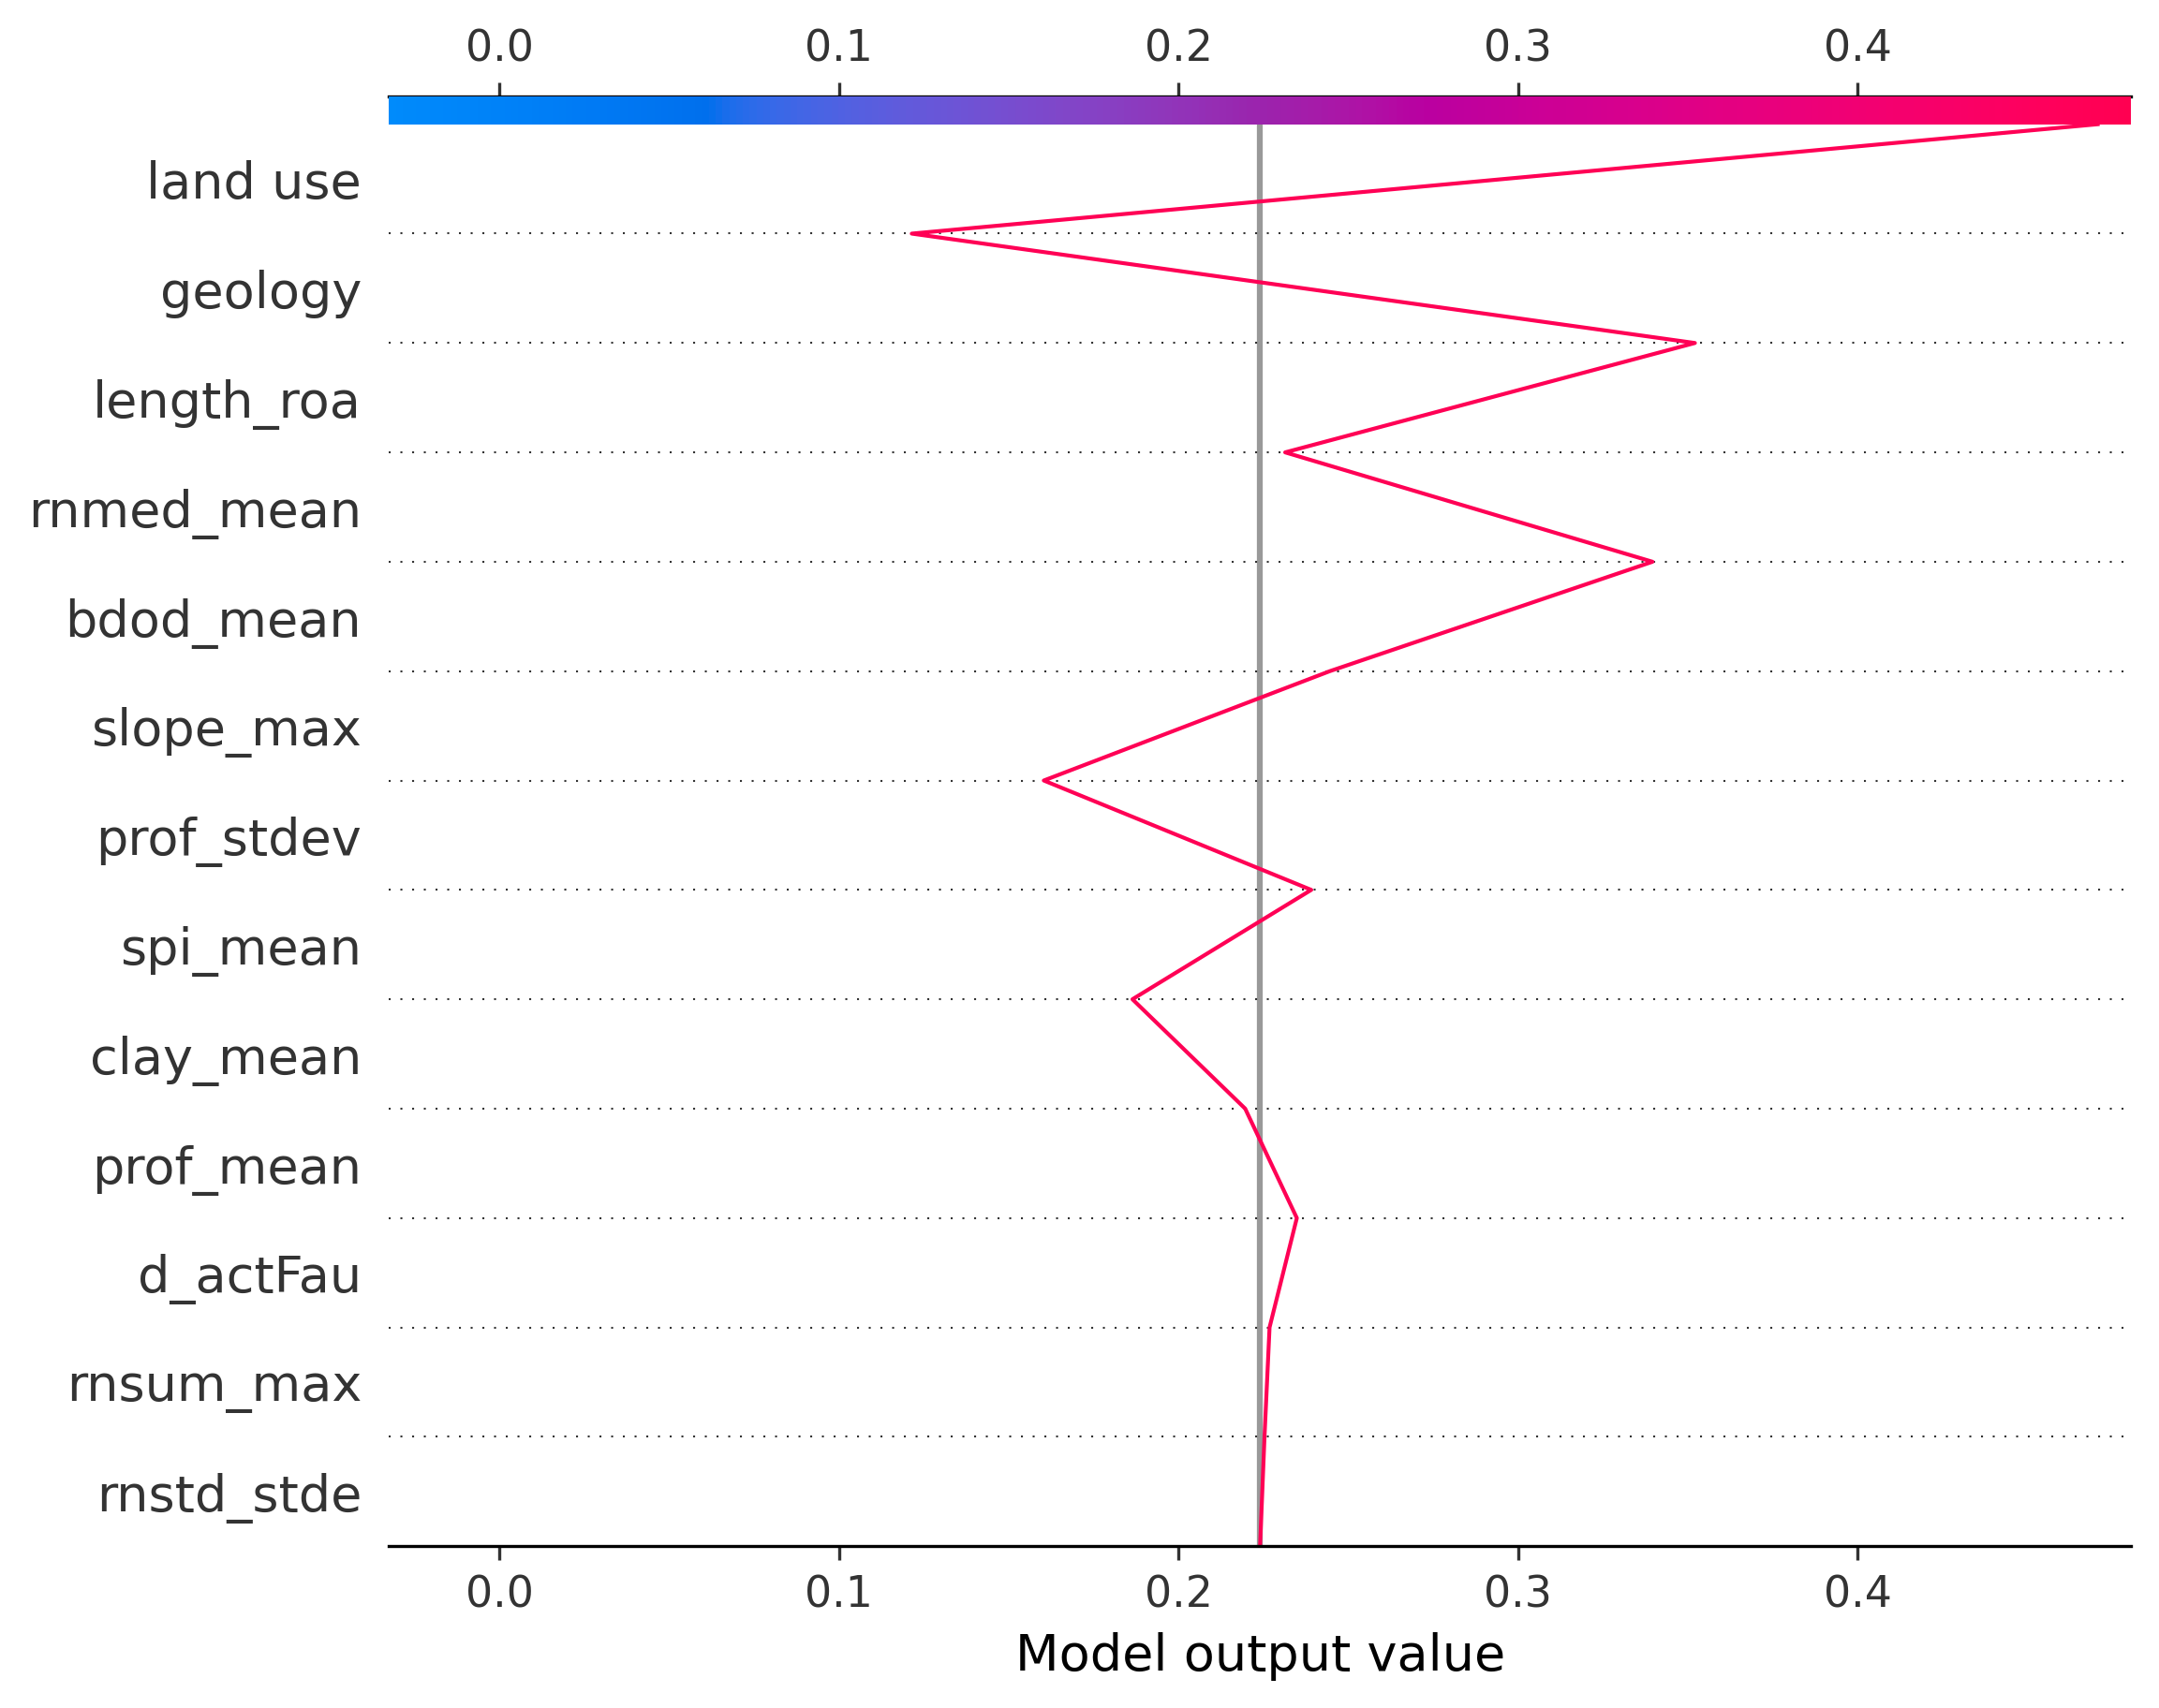 0.0 0.1 0.2 0.3 0.4
land use
geology
length_roa
rnmed_mean
bdod_mean
slope_max
prof_stdev
spi_mean
clay_mean
prof_mean
d_actFau
rnsum_max
rnstd_stde
0.0 0.1 0.2 0.3 0.4
Model output value